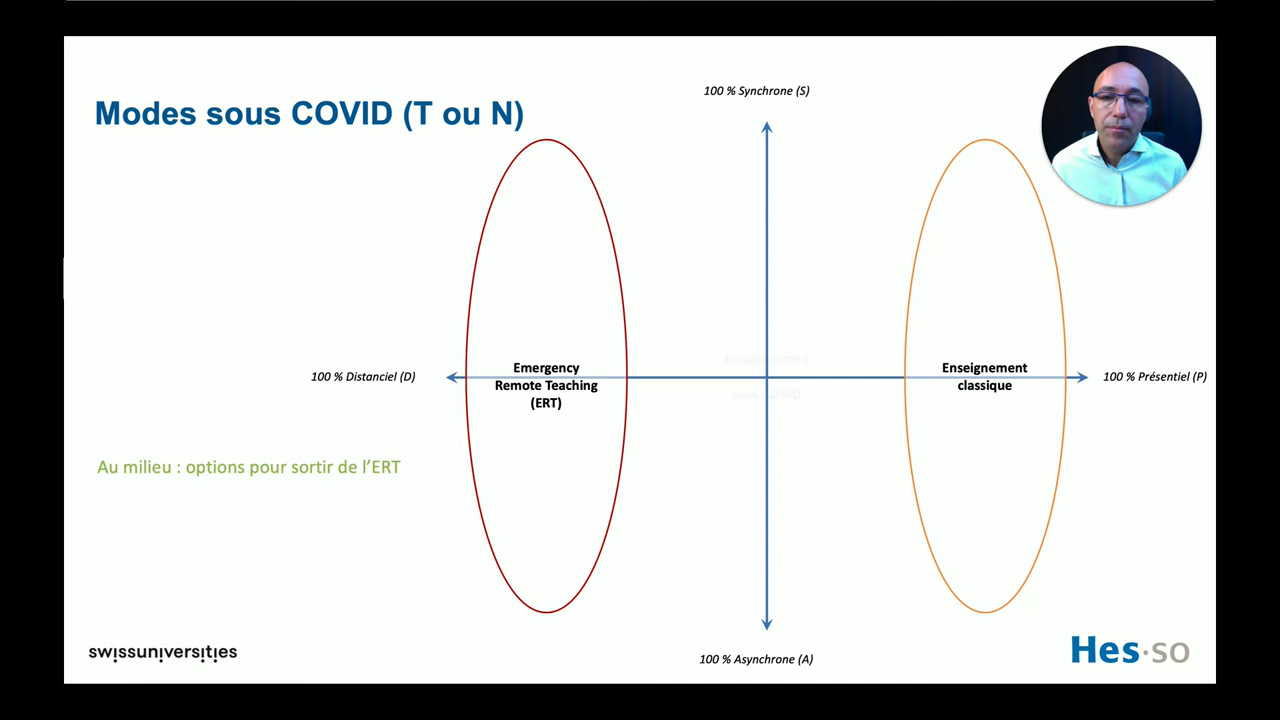 Modes sous COVID (T ou N)
100 % Synchrone (S)
Emergency
Remote Teaching
(ERT)
Enseignement
classique
100 % Distanciel (D)
100 % Présentiel (P)
Au milieu : options pour sortir de l’ERT
100 % Asynchrone (A)
swissuniversities
Hes·so